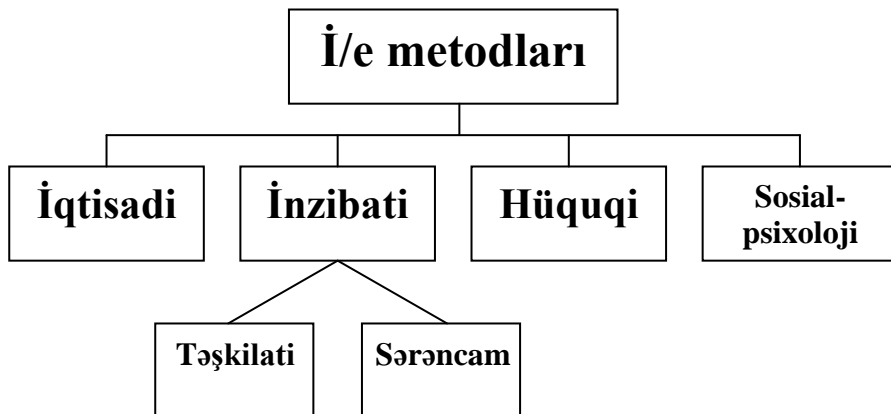 İ/e metodları
İqtisadi
İnzibati
Hüquqi
Sosial-
psixoloji
Təşkilati
Sərəncam